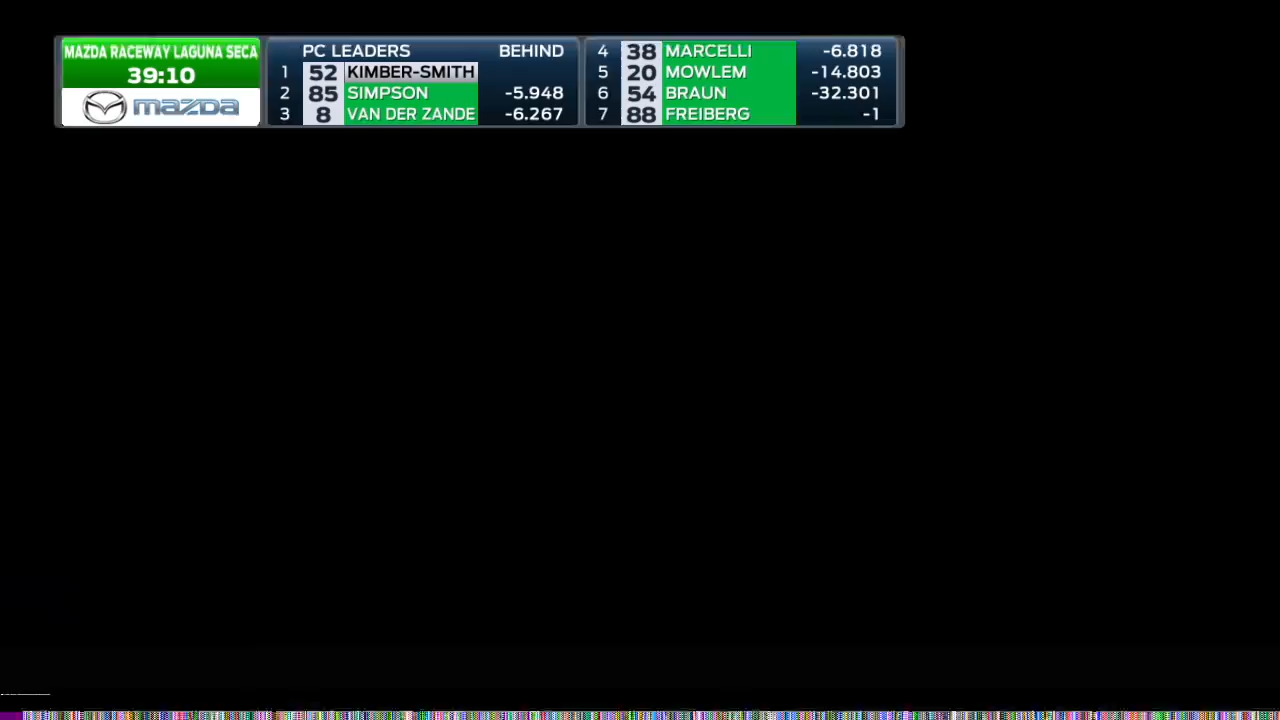 MAZDA RACEWAY LAGUNA SECA
39:10
mazda
PC LEADERS BEHIND
1 52 KIMBER-SMITH
2 85 SIMPSON -5.948
3 8 VAN DER ZANDE -6.267
4 38 MARCELLI -6.818
5 20 MOWLEM -14.803
6 54 BRAUN -32.301
7 88 FREIBERG -1